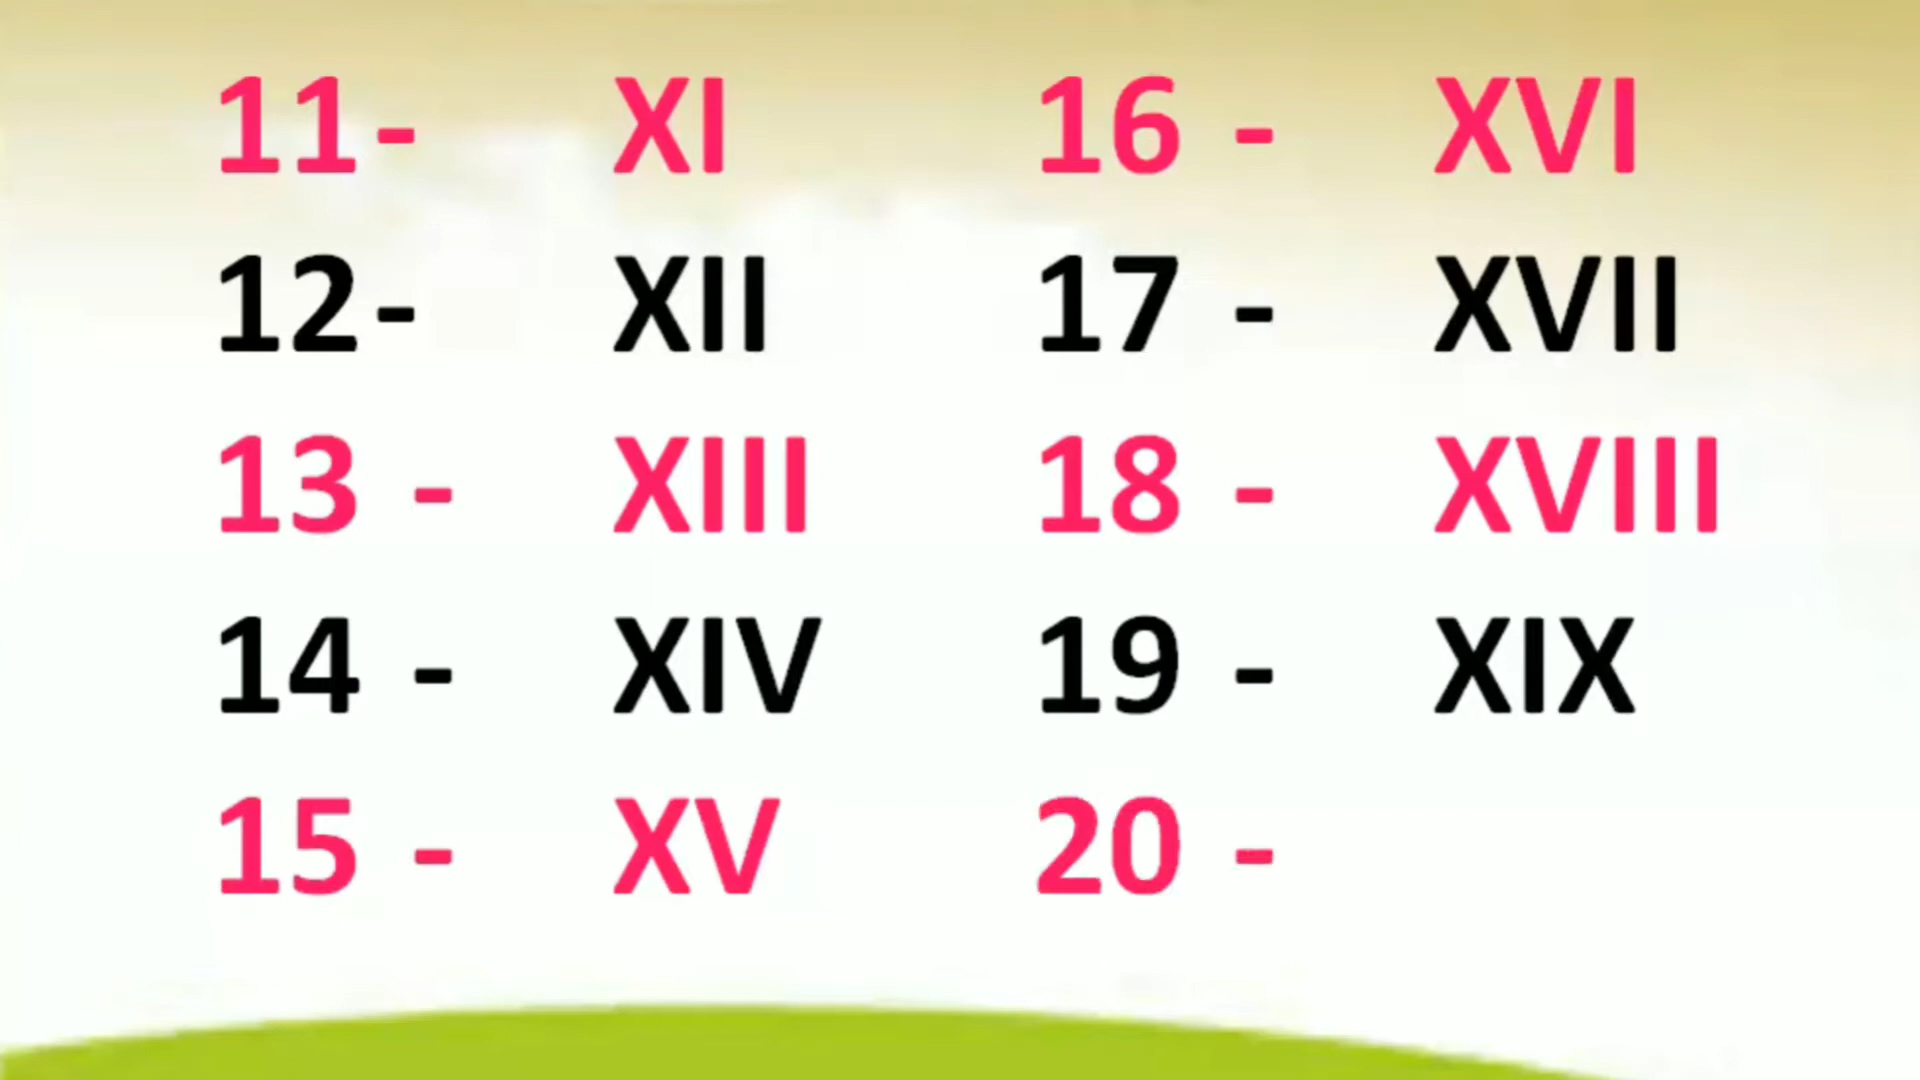 11- XI
12- XII
13 - XIII
14 - XIV
15 - XV
16 - XVI
17 - XVII
18 - XVIII
19 - XIX
20 -